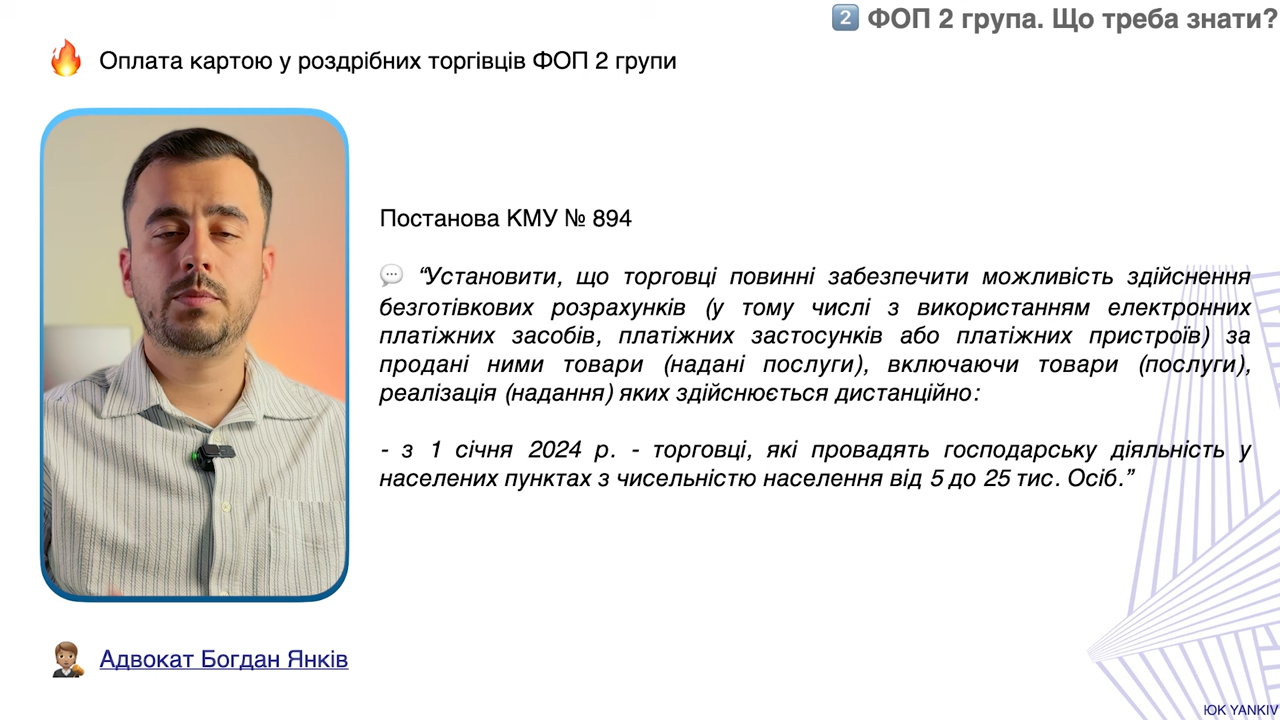 2 ФОП 2 група. Що треба знати?
Оплата картою у роздрібних торгівців ФОП 2 групи
Постанова КМУ № 894
“Установити, що торговці повинні забезпечити можливість здійснення
безготівкових розрахунків (у тому числі з використанням електронних
платіжних засобів, платіжних застосунків або платіжних пристроїв) за
продані ними товари (надані послуги), включаючи товари (послуги),
реалізація (надання) яких здійснюється дистанційно:
- з 1 січня 2024 р. - торговці, які провадять господарську діяльність у
населених пунктах з чисельністю населення від 5 до 25 тис. Осіб.”
Адвокат Богдан Янків
ЮК YANKIV